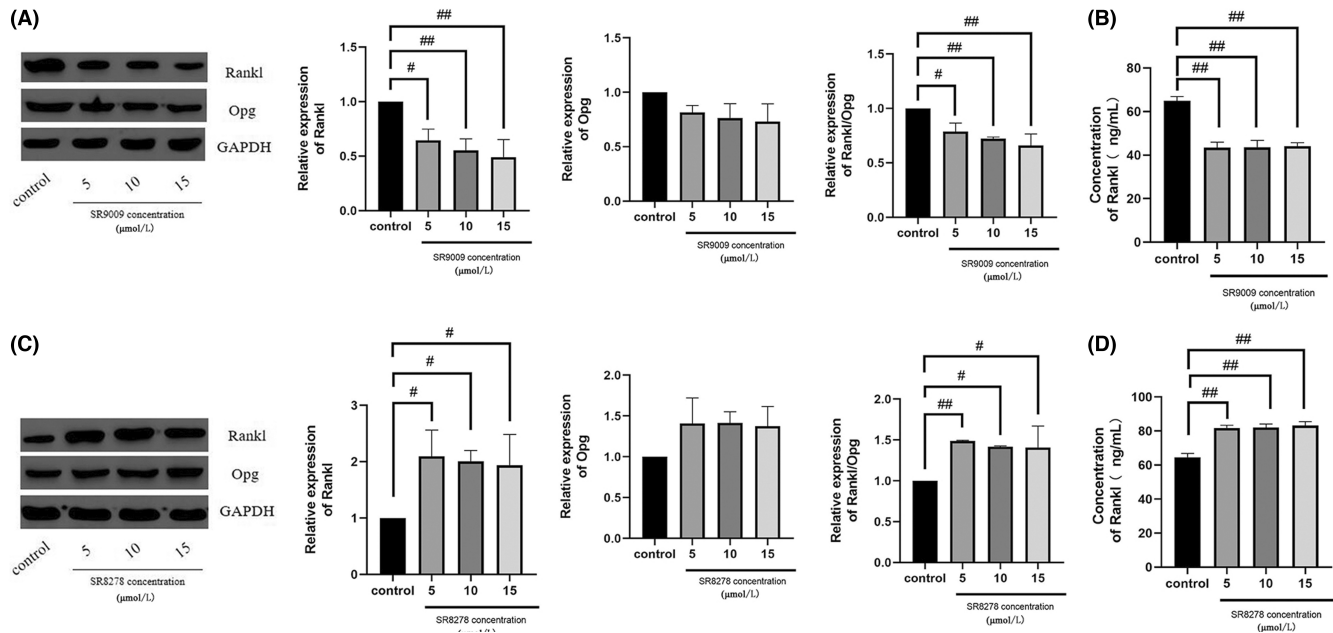 (A)
Rankl
Opg
GAPDH
control
5
10
15
SR9009 concentration
(μmol/L)
Relative expression
of Rankl
1.5
1.0
0.5
0.0
#
##
##
control
5
10
15
SR9009 concentration
(μmol/L)
Relative expression
of Opg
1.5
1.0
0.5
0.0
control
5
10
15
SR9009 concentration
(μmol/L)
Relative expression
of Rankl/Opg
1.5
1.0
0.5
0.0
#
##
##
control
5
10
15
SR9009 concentration
(μmol/L)
(B)
Concentration
of Rankl ( ng/mL)
80
60
40
20
0
##
##
##
control
5
10
15
SR9009 concentration
(μmol/L)
(C)
Rankl
Opg
GAPDH
control
5
10
15
SR8278 concentration
(μmol/L)
Relative expression
of Rankl
3
2
1
0
#
#
#
control
5
10
15
SR8278 concentration
(μmol/L)
Relative expression
of Opg
2.0
1.5
1.0
0.5
0.0
control
5
10
15
SR8278 concentration
(μmol/L)
Relative expression
of Rankl/Opg
2.0
1.5
1.0
0.5
0.0
##
#
#
control
5
10
15
SR8278 concentration
(μmol/L)
(D)
Concentration
of Rankl ( ng/mL)
100
80
60
40
20
0
##
##
##
control
5
10
15
SR8278 concentration
(μmol/L)